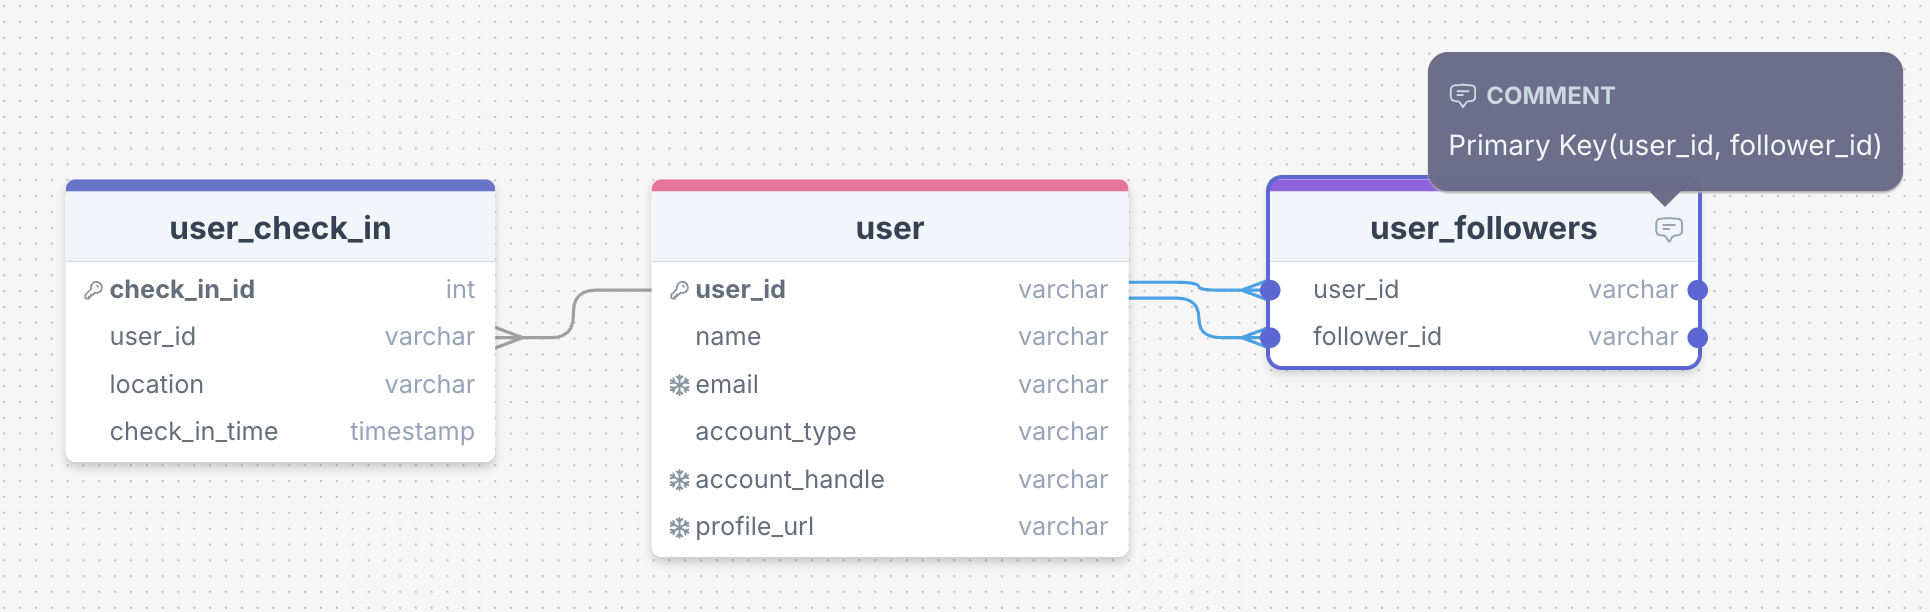 COMMENT
Primary Key(user_id, follower_id)
user_check_in
check_in_id int
user_id varchar
location varchar
check_in_time timestamp
user
user_id varchar
name varchar
email varchar
account_type varchar
account_handle varchar
profile_url varchar
user_followers
user_id varchar
follower_id varchar